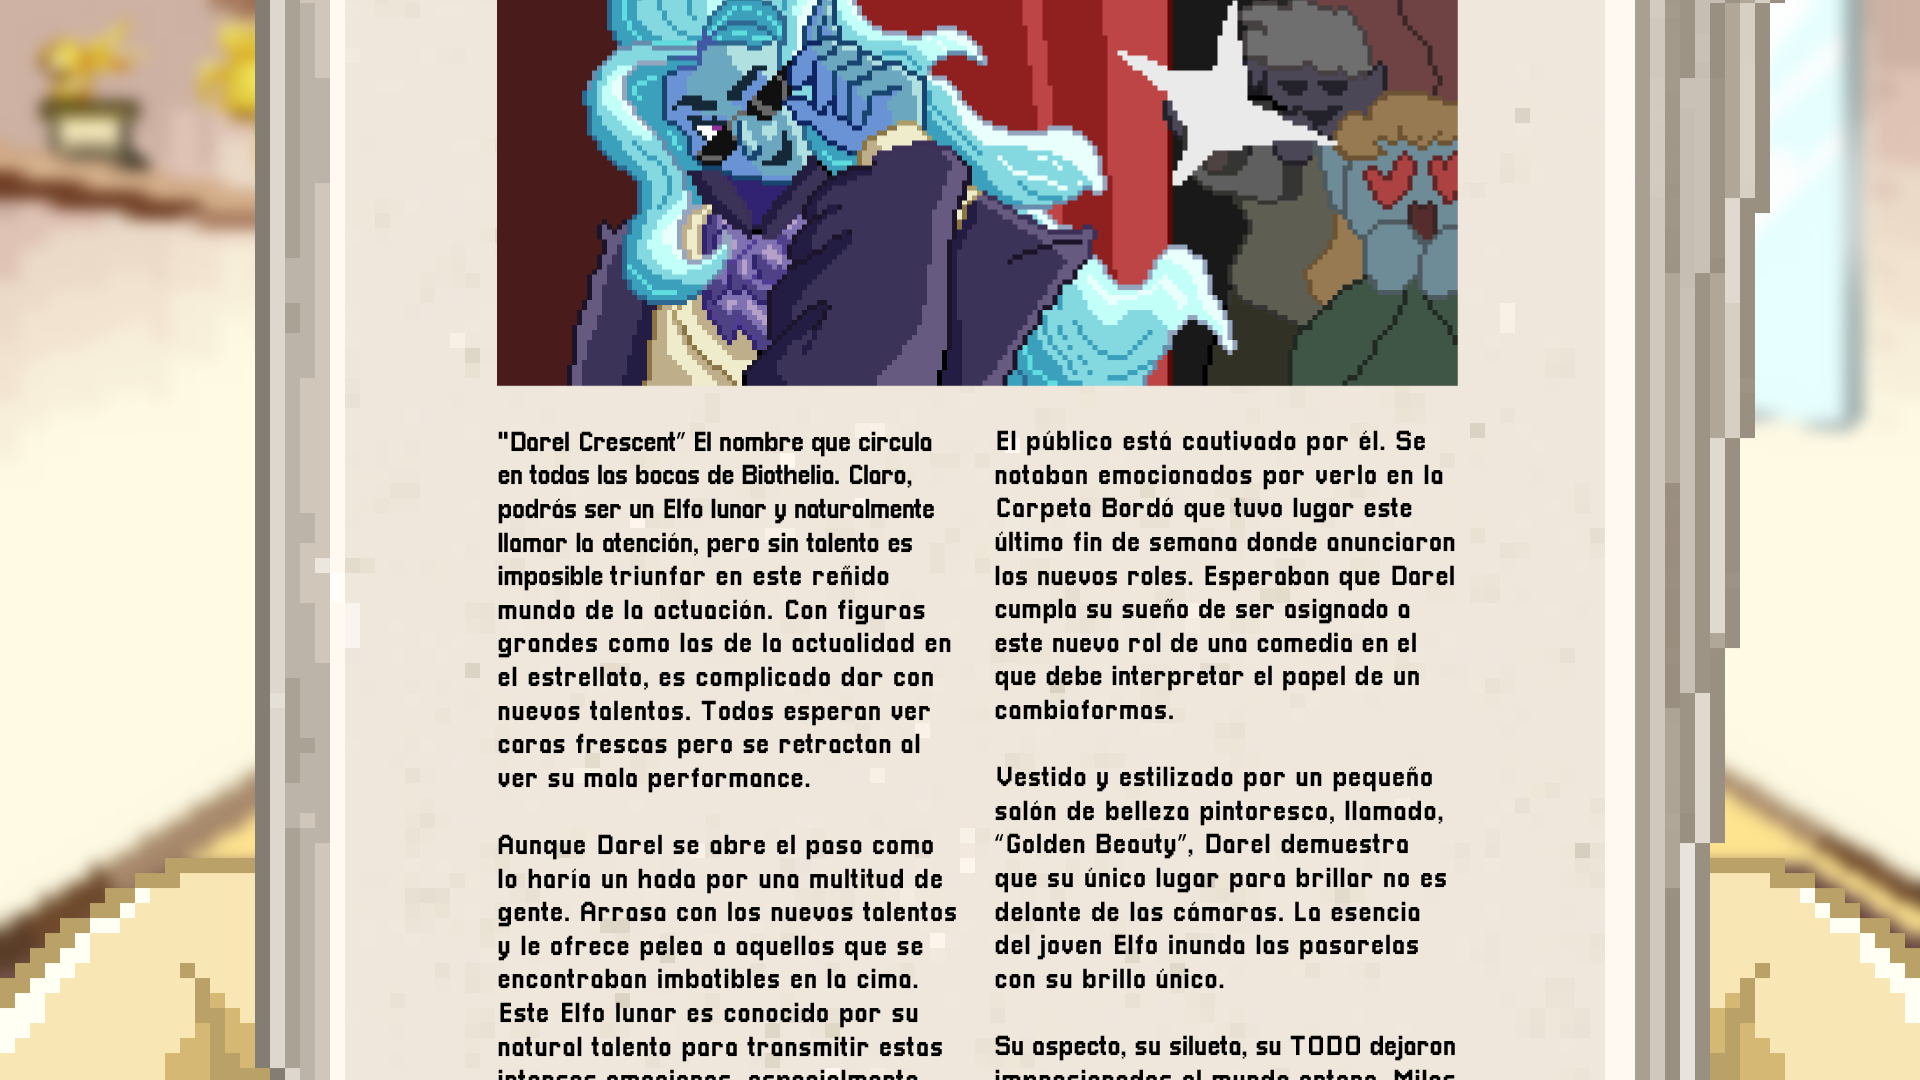 "Darel Crescent” El nombre que circula
en todas las bocas de Biothelia. Claro,
podrás ser un Elfo lunar y naturalmente
llamar la atención, pero sin talento es
imposible triunfar en este reñido
mundo de la actuación. Con figuras
grandes como las de la actualidad en
el estrellato, es complicado dar con
nuevos talentos. Todos esperan ver
caras frescas pero se retractan al
ver su mala performance.
Aunque Darel se abre el paso como
lo haría un hada por una multitud de
gente. Arrasa con los nuevos talentos
y le ofrece pelea a aquellos que se
encontraban imbatibles en la cima.
Este Elfo lunar es conocido por su
natural talento para transmitir estas
intensas emociones, especialmente
El público está cautivado por él. Se
notaban emocionados por verlo en la
Carpeta Bordó que tuvo lugar este
último fin de semana donde anunciaron
los nuevos roles. Esperaban que Darel
cumpla su sueño de ser asignado a
este nuevo rol de una comedia en el
que debe interpretar el papel de un
cambiaformas.
Vestido y estilizado por un pequeño
salón de belleza pintoresco, llamado,
“Golden Beauty”, Darel demuestra
que su único lugar para brillar no es
delante de las cámaras. La esencia
del joven Elfo inunda las pasarelas
con su brillo único.
Su aspecto, su silueta, su TODO dejaron
impresionados al mundo entero. Miles